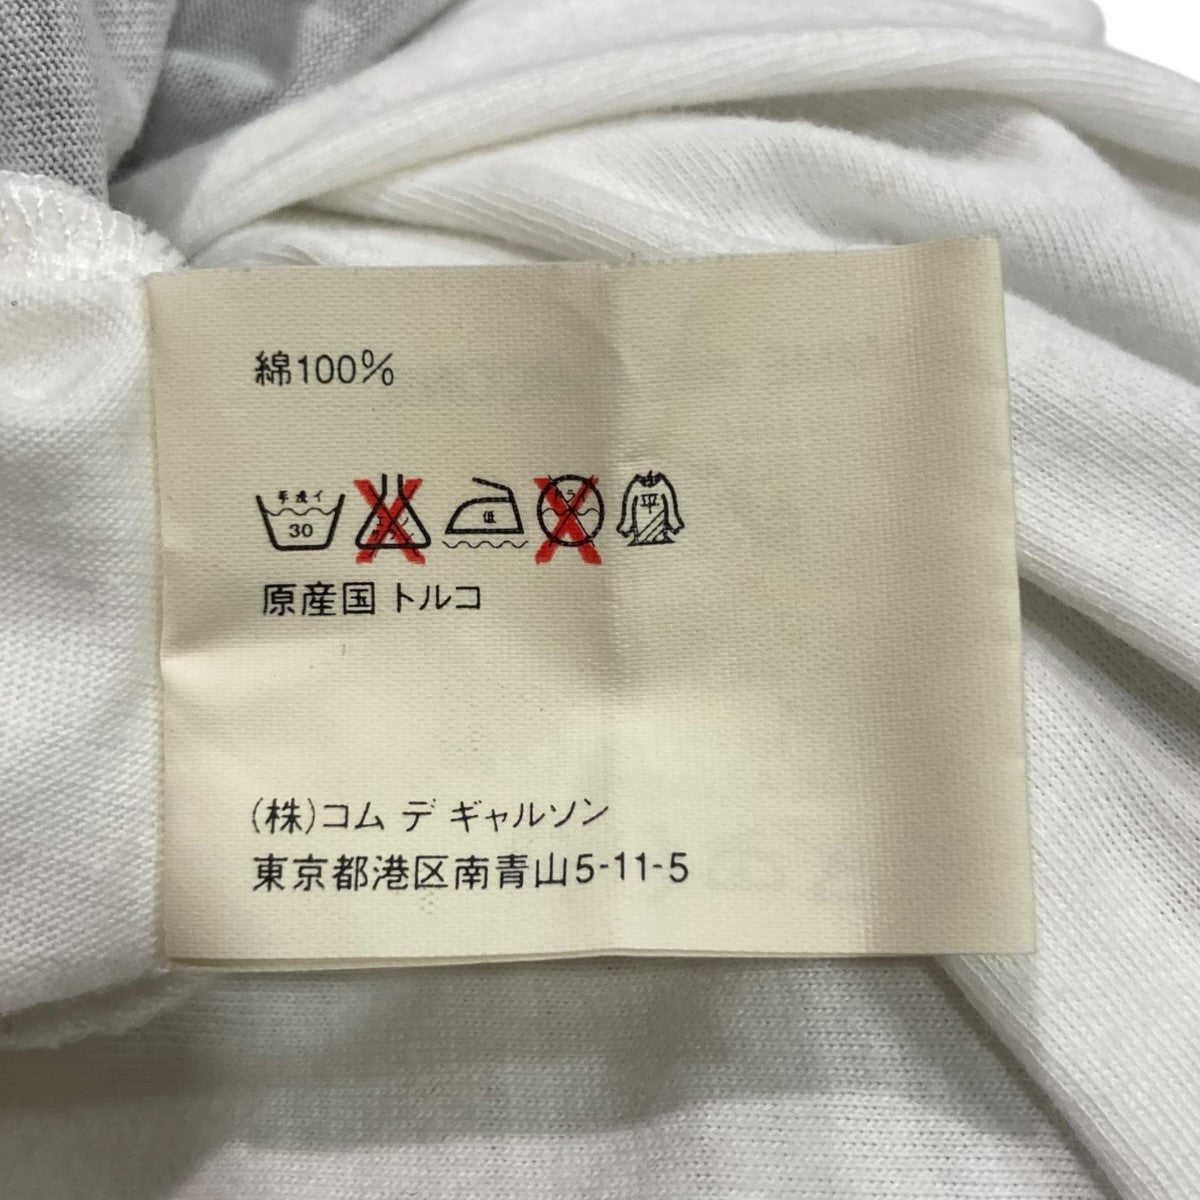 綿100%
手洗イ 30 低 平
原産国 トルコ
(株)コム デ ギャルソン
東京都港区南青山5-11-5